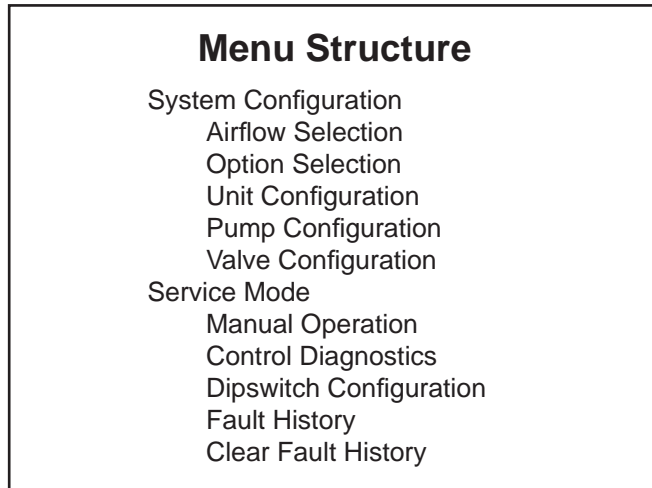 Menu Structure
System Configuration
Airflow Selection
Option Selection
Unit Configuration
Pump Configuration
Valve Configuration
Service Mode
Manual Operation
Control Diagnostics
Dipswitch Configuration
Fault History
Clear Fault History